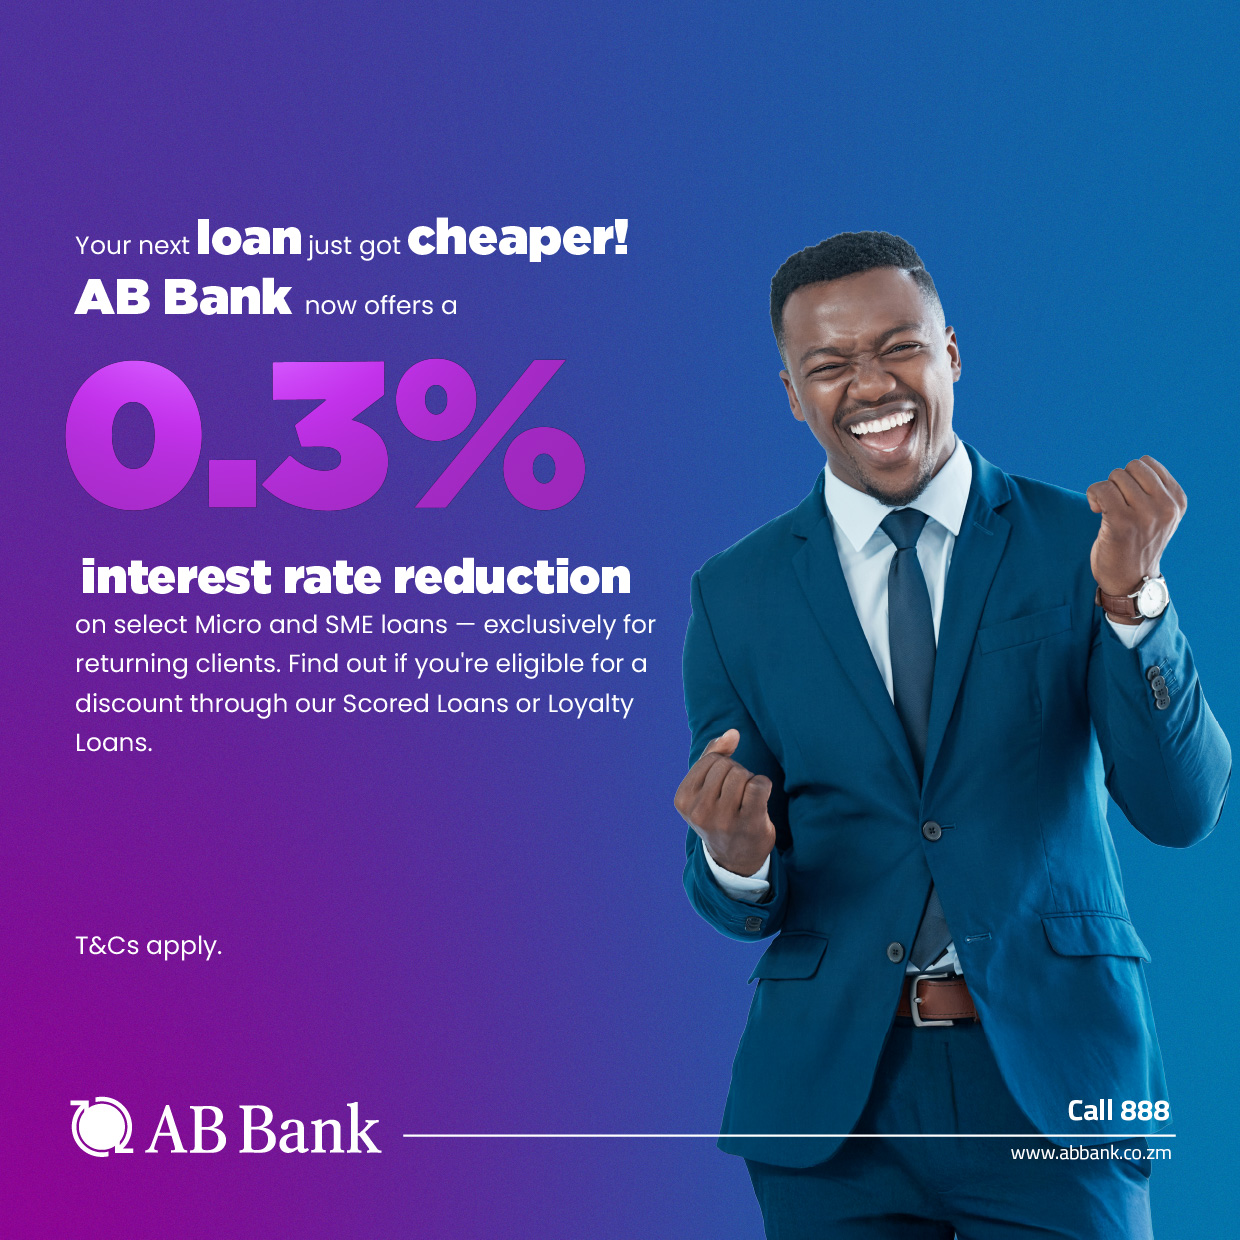 Your next loan just got cheaper!
AB Bank now offers a
0.3%
interest rate reduction
on select Micro and SME loans — exclusively for
returning clients. Find out if you're eligible for a
discount through our Scored Loans or Loyalty
Loans.
T&Cs apply.
AB Bank
Call 888
www.abbank.co.zm